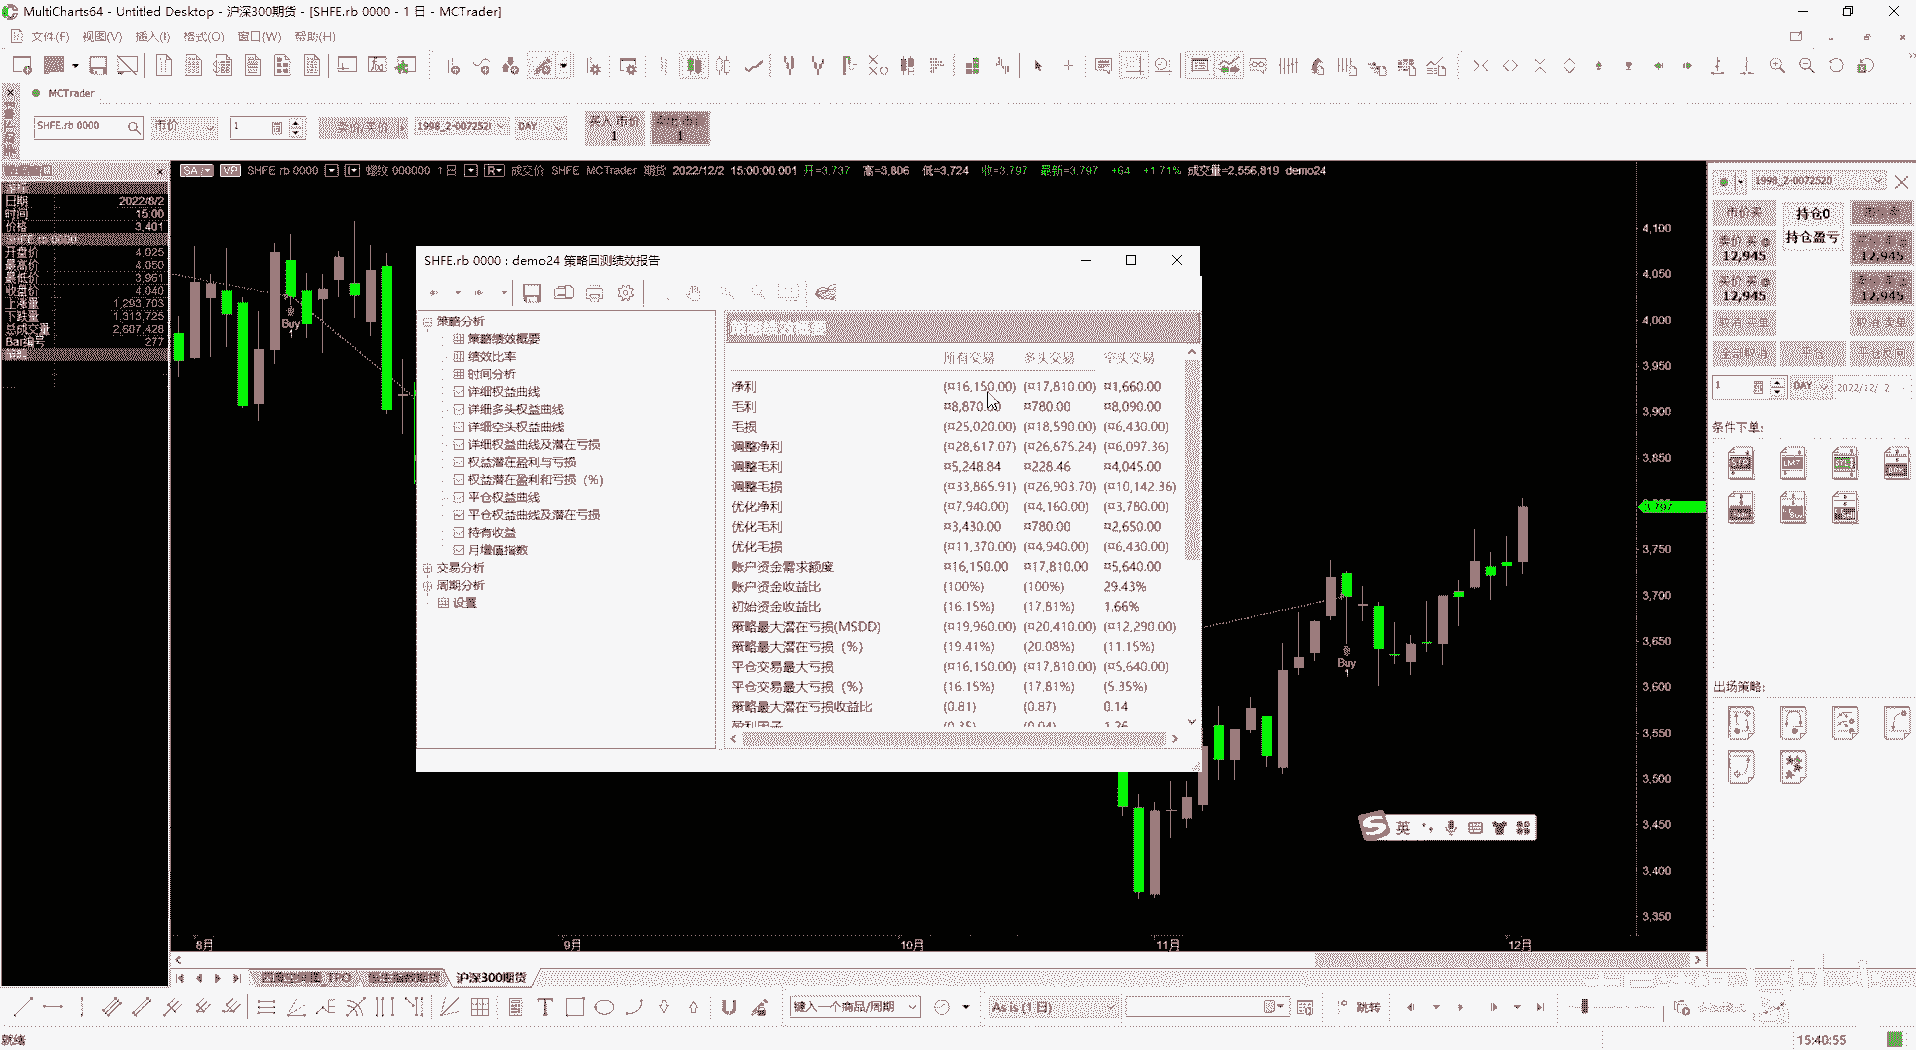 MultiCharts64 - Untitled Desktop - 沪深300期货 - [SHFE.rb 0000 - 1 日 - MCTrader]
文件(F) 视图(V) 插入(I) 格式(O) 窗口(W) 帮助(H)
MCTrader
SHFE.rb 0000 市价 1 DAY 买入 市价 1 1
SA VP SHFE rb 0000 螺纹 000000 1 日 R 成交价 SHFE MCTrader 期货 2022/12/2 15:00:00.001 开=3,737 高=3,806 低=3,724 收=3,797 最新=3,797 +64 +1.71% 成交量=2,556,819 demo24
日期 2022/8/2
时间 15:00
价格 3,401
SHFE rb 0000
开盘价 4,025
最高价 4,050
最低价 3,961
收盘价 4,040
上涨量 1,293,703
下跌量 1,313,725
总成交量 2,607,428
Bar编号 277
Buy
1
SHFE.rb 0000 : demo24 策略回测绩效报告
策略分析
策略绩效概要
绩效比率
时间分析
详细权益曲线
详细多头权益曲线
详细空头权益曲线
详细权益曲线及潜在亏损
权益潜在盈利与亏损
权益潜在盈利和亏损（%）
平仓权益曲线
平仓权益曲线及潜在亏损
持有收益
月增值指数
交易分析
周期分析
设置
策略绩效概要
所有交易 多头交易 空头交易
净利 (¤16,150.00) (¤17,810.00) ¤1,660.00
毛利 ¤8,870.00 ¤780.00 ¤8,090.00
毛损 (¤25,020.00) (¤18,590.00) (¤6,430.00)
调整净利 (¤28,617.07) (¤26,675.24) (¤6,097.36)
调整毛利 ¤5,248.84 ¤228.46 ¤4,045.00
调整毛损 (¤33,865.91) (¤26,903.70) (¤10,142.36)
优化净利 (¤7,940.00) (¤4,160.00) (¤3,780.00)
优化毛利 ¤3,430.00 ¤780.00 ¤2,650.00
优化毛损 (¤11,370.00) (¤4,940.00) (¤6,430.00)
账户资金需求额度 ¤16,150.00 ¤17,810.00 ¤5,640.00
账户资金收益比 (100%) (100%) 29.43%
初始资金收益比 (16.15%) (17.81%) 1.66%
策略最大潜在亏损(MSDD) (¤19,960.00) (¤20,410.00) (¤12,290.00)
策略最大潜在亏损（%） (19.41%) (20.08%) (11.15%)
平仓交易最大亏损 (¤16,150.00) (¤17,810.00) (¤5,640.00)
平仓交易最大亏损（%） (16.15%) (17.81%) (5.35%)
策略最大潜在亏损收益比 (0.81) (0.87) 0.14
Buy
1
4,100
4,050
4,000
3,950
3,900
3,850
3,797
3,750
3,700
3,650
3,600
3,550
3,500
3,450
3,400
3,350
8月 9月 10月 11月 12月
持仓0
持仓盈亏
12,945 12,945
12,945 12,945
全部取消 平仓
1 DAY 2022/12/ 2
条件下单:
出场策略:
英
沪深300期货
键入一个商品/周期 As is (1 日) 跳转
就绪 15:40:55